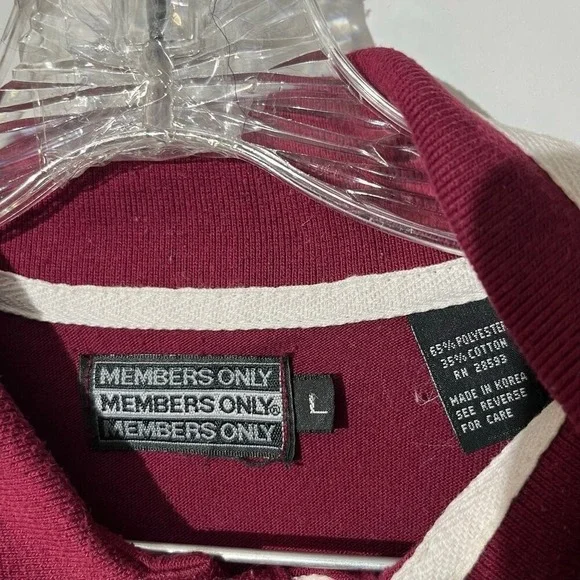 MEMBERS ONLY
MEMBERS ONLY®
MEMBERS ONLY
L
65% POLYESTER
35% COTTON
RN 28593
MADE IN KOREA
SEE REVERSE
FOR CARE